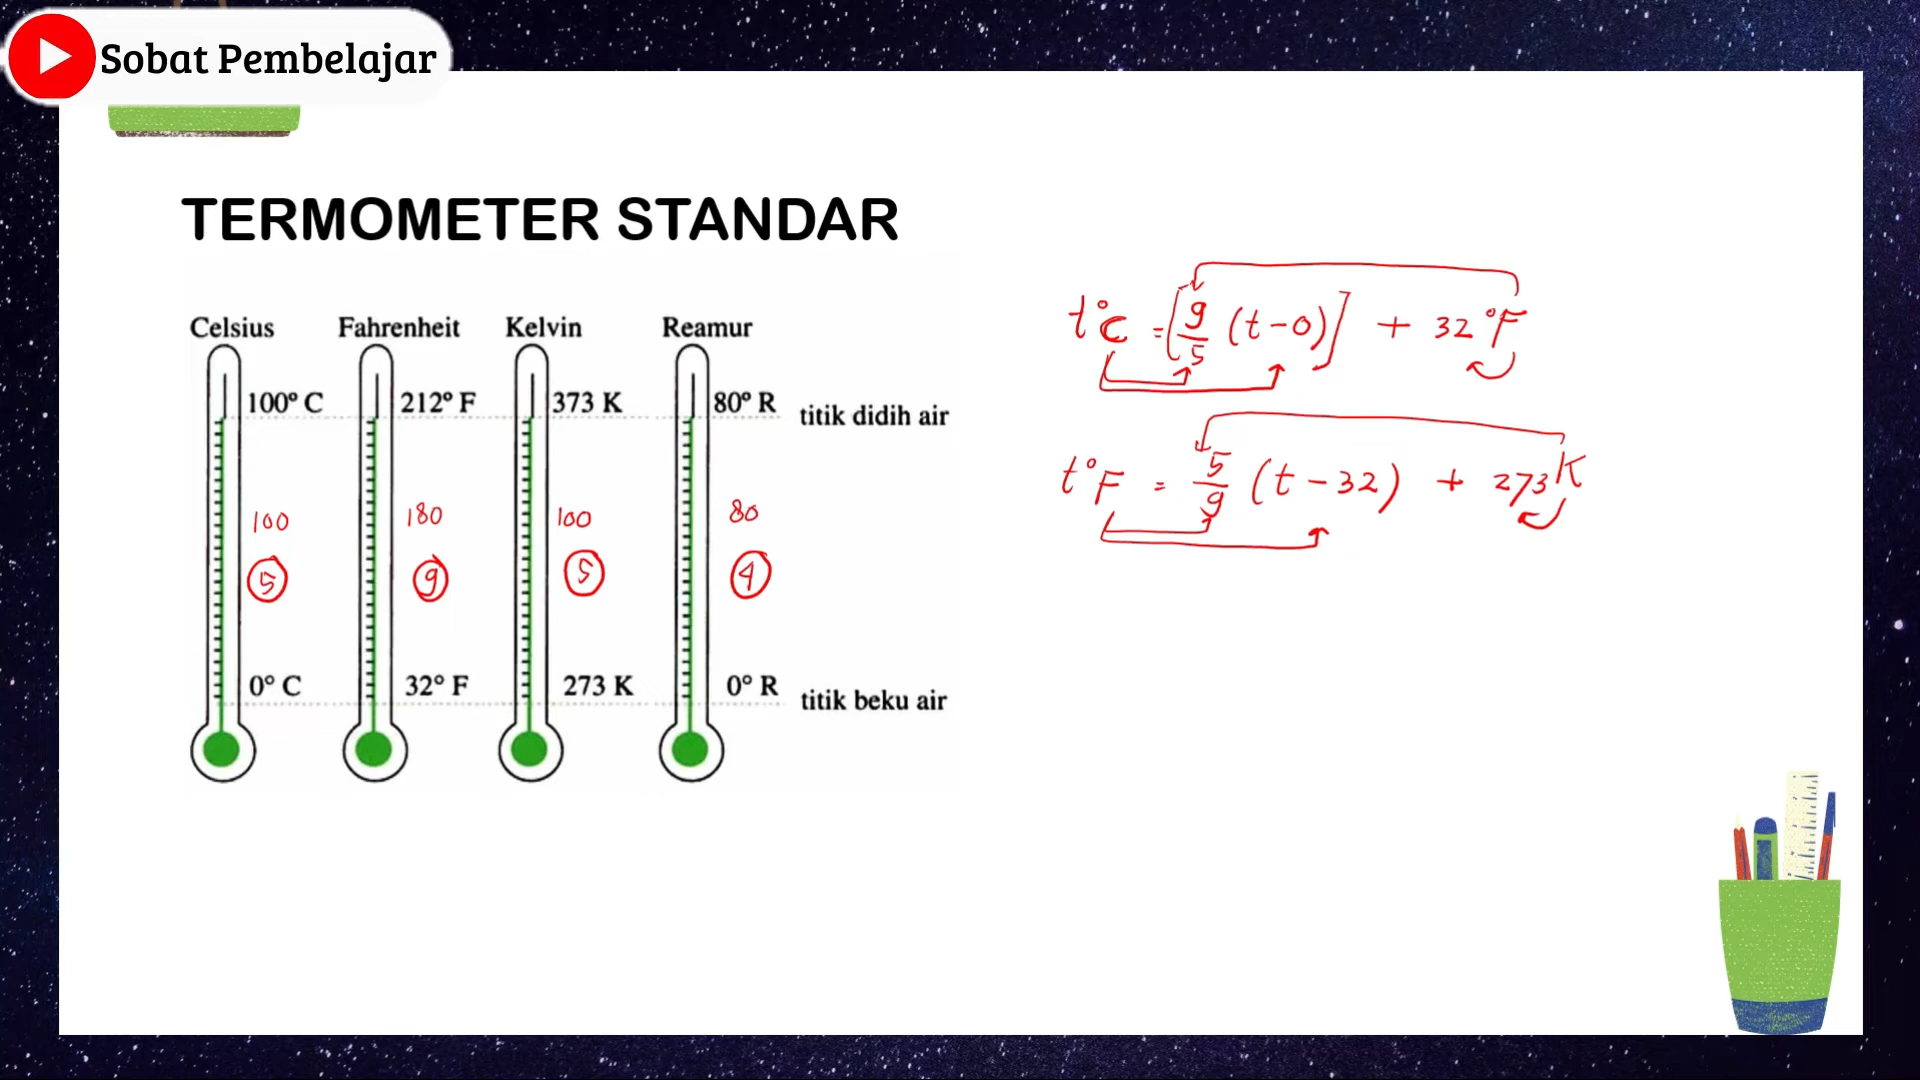 Sobat Pembelajar
TERMOMETER STANDAR
Celsius Fahrenheit Kelvin Reamur
100° C 212° F 373 K 80° R titik didih air
100 180 100 80
5 9 5 4
0° C 32° F 273 K 0° R titik beku air
t°C = [9/5 (t-0)] + 32°F
t°F = 5/9 (t-32) + 273K